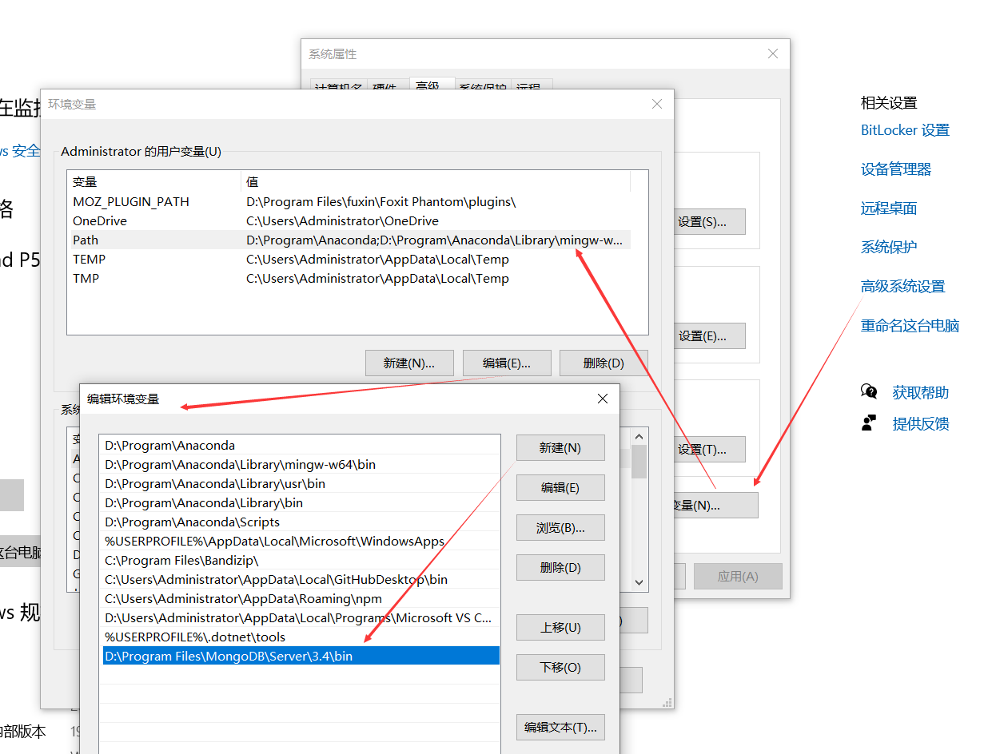 系统属性
计算机名 硬件 高级 系统保护 远程
环境变量
Administrator 的用户变量(U)
变量 值
MOZ_PLUGIN_PATH D:\Program Files\fuxin\Foxit Phantom\plugins\
OneDrive C:\Users\Administrator\OneDrive
Path D:\Program\Anaconda;D:\Program\Anaconda\Library\mingw-w...
TEMP C:\Users\Administrator\AppData\Local\Temp
TMP C:\Users\Administrator\AppData\Local\Temp
新建(N)... 编辑(E)... 删除(D)
设置(S)...
设置(E)...
设置(T)...
变量(N)...
应用(A)
编辑环境变量
D:\Program\Anaconda
D:\Program\Anaconda\Library\mingw-w64\bin
D:\Program\Anaconda\Library\usr\bin
D:\Program\Anaconda\Library\bin
D:\Program\Anaconda\Scripts
%USERPROFILE%\AppData\Local\Microsoft\WindowsApps
C:\Program Files\Bandizip\
C:\Users\Administrator\AppData\Local\GitHubDesktop\bin
C:\Users\Administrator\AppData\Roaming\npm
D:\Users\Administrator\AppData\Local\Programs\Microsoft VS C...
%USERPROFILE%\.dotnet\tools
D:\Program Files\MongoDB\Server\3.4\bin
新建(N)
编辑(E)
浏览(B)...
删除(D)
上移(U)
下移(O)
编辑文本(T)...
相关设置
BitLocker 设置
设备管理器
远程桌面
系统保护
高级系统设置
重命名这台电脑
获取帮助
提供反馈
在监控
ws 安全
格
nd P5
系统
这台电脑
ws 规
内部版本 19